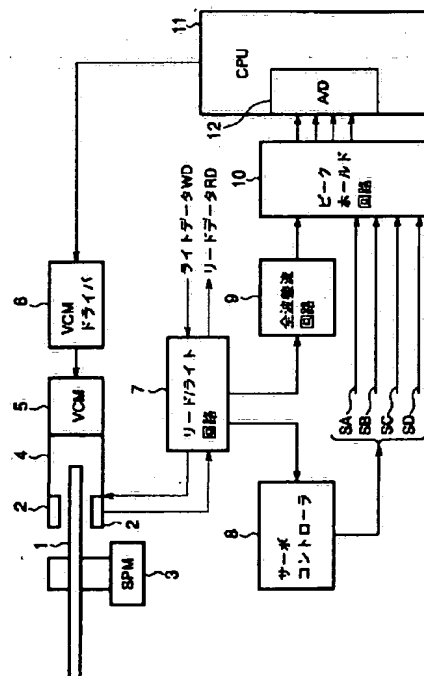 11
CPU
12
A/D
10
ピーク
ホールド
回路
ライトデータWD
リードデータRD
6
VCM
ドライバ
9
全波整流
回路
5
VCM
7
リード/ライト
回路
4
2
2
1
3
SPM
8
サーボ
コントローラ
SA
SB
SC
SD